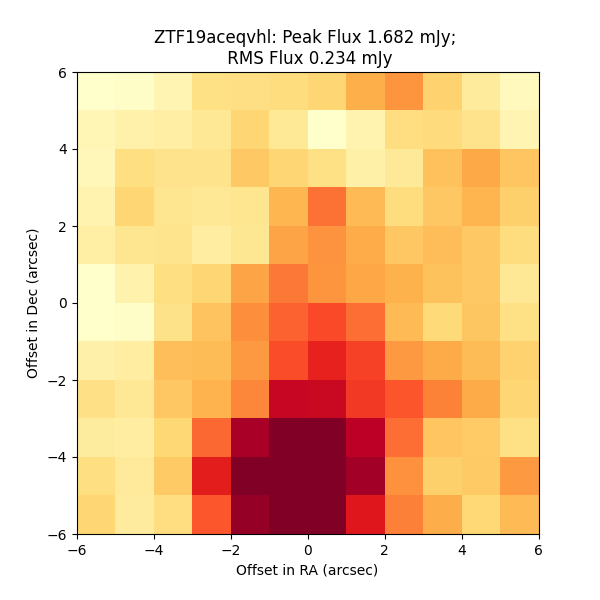 ZTF19aceqvhl: Peak Flux 1.682 mJy;
RMS Flux 0.234 mJy
6
4
2
0
−2
−4
−6
Offset in Dec (arcsec)
−6 −4 −2 0 2 4 6
Offset in RA (arcsec)